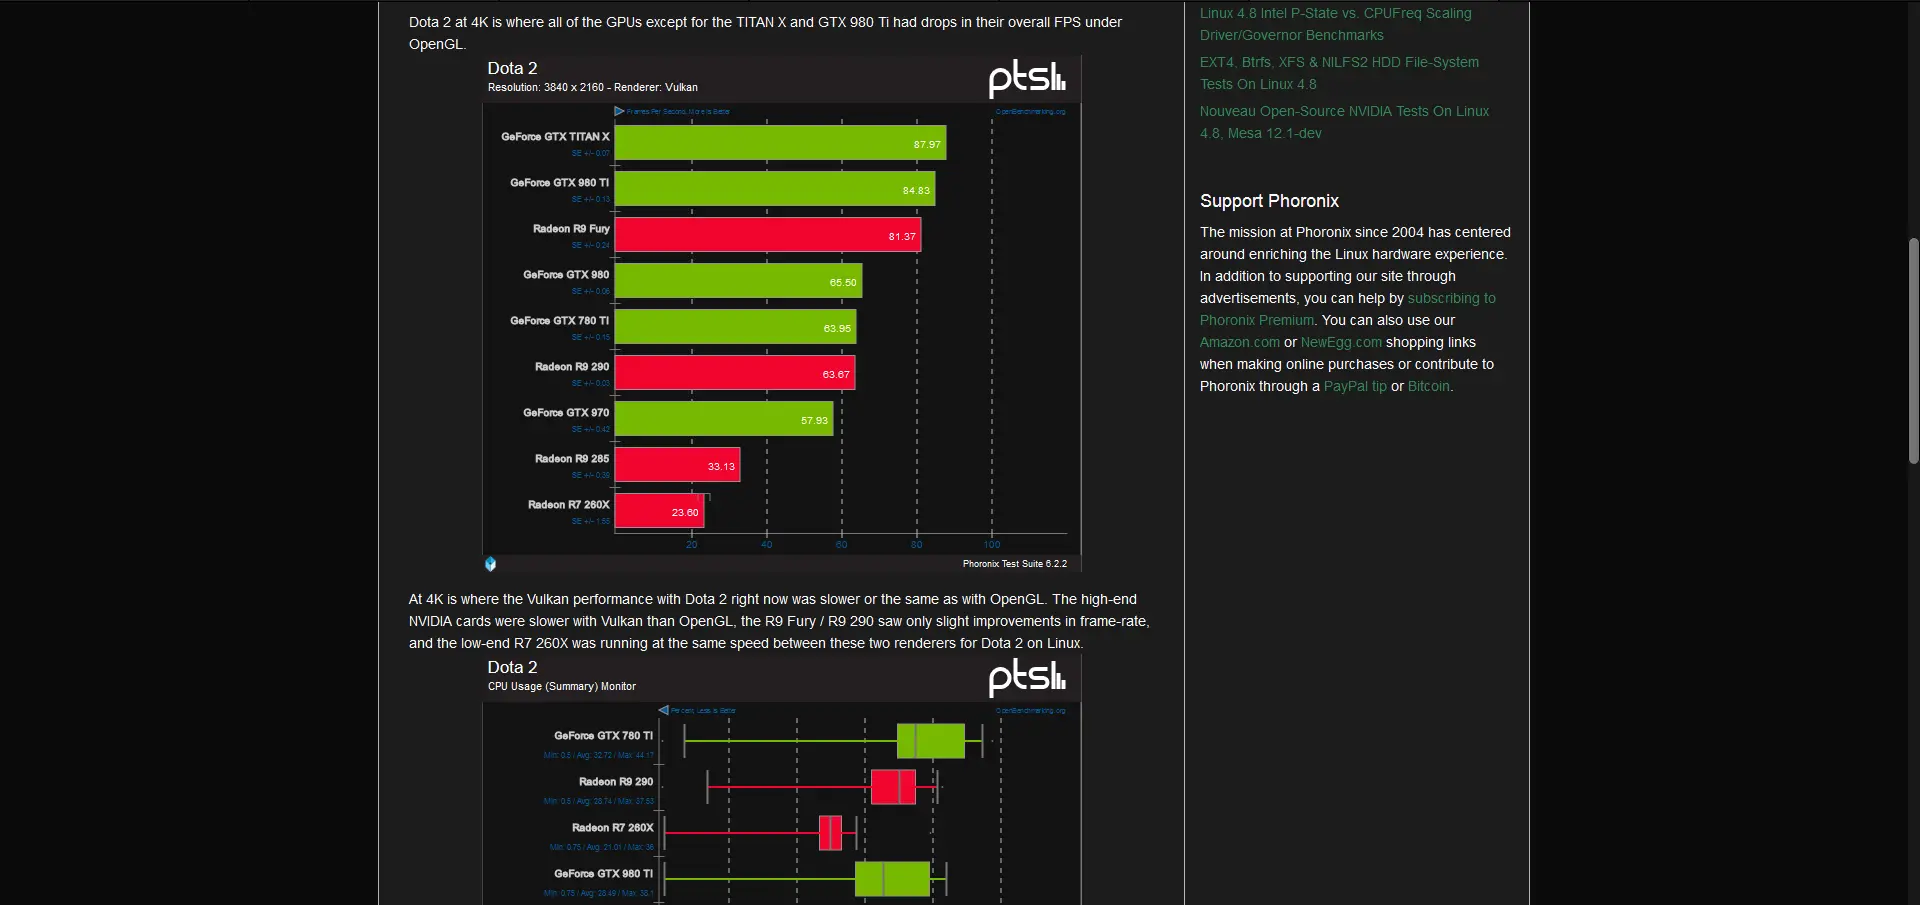 Dota 2 at 4K is where all of the GPUs except for the TITAN X and GTX 980 Ti had drops in their overall FPS under
OpenGL.
Dota 2
Resolution: 3840 x 2160 - Renderer: Vulkan
ptsl
Frames Per Second, More Is Better
OpenBenchmarking.org
GeForce GTX TITAN X
SE +/- 0.07
87.97
GeForce GTX 980 TI
SE +/- 0.13
84.83
Radeon R9 Fury
SE +/- 0.24
81.37
GeForce GTX 980
SE +/- 0.06
65.50
GeForce GTX 780 TI
SE +/- 0.15
63.95
Radeon R9 290
SE +/- 0.03
63.67
GeForce GTX 970
SE +/- 0.42
57.93
Radeon R9 285
SE +/- 0.39
33.13
Radeon R7 260X
SE +/- 1.55
23.60
20 40 60 80 100
Phoronix Test Suite 6.2.2
At 4K is where the Vulkan performance with Dota 2 right now was slower or the same as with OpenGL. The high-end
NVIDIA cards were slower with Vulkan than OpenGL, the R9 Fury / R9 290 saw only slight improvements in frame-rate,
and the low-end R7 260X was running at the same speed between these two renderers for Dota 2 on Linux.
Dota 2
CPU Usage (Summary) Monitor
ptsl
Percent, Less Is Better
OpenBenchmarking.org
GeForce GTX 780 TI
Min: 0.5 / Avg: 32.72 / Max: 44.17
Radeon R9 290
Min: 0.5 / Avg: 28.74 / Max: 37.53
Radeon R7 260X
Min: 0.75 / Avg: 21.01 / Max: 36
GeForce GTX 980 TI
Min: 0.75 / Avg: 28.49 / Max: 38.1
Linux 4.8 Intel P-State vs. CPUFreq Scaling
Driver/Governor Benchmarks
EXT4, Btrfs, XFS & NILFS2 HDD File-System
Tests On Linux 4.8
Nouveau Open-Source NVIDIA Tests On Linux
4.8, Mesa 12.1-dev
Support Phoronix
The mission at Phoronix since 2004 has centered
around enriching the Linux hardware experience.
In addition to supporting our site through
advertisements, you can help by subscribing to
Phoronix Premium. You can also use our
Amazon.com or NewEgg.com shopping links
when making online purchases or contribute to
Phoronix through a PayPal tip or Bitcoin.